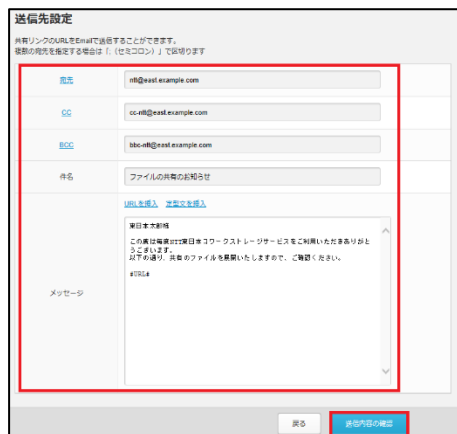 送信先設定
共有リンクのURLをEmailで送信することができます。
複数の宛先を指定する場合は「;（セミコロン）」で区切ります
宛先
ntt@east.example.com
CC
cc-ntt@east.example.com
BCC
bbc-ntt@east.example.com
件名
ファイルの共有のお知らせ
URLを挿入 定型文を挿入
メッセージ
東日本太郎様
この度は毎度NTT東日本コワークストレージサービスをご利用いただきありがと
うございます。
以下の通り、共有のファイルを展開いたしますので、ご確認ください。
#URL#
戻る
送信内容の確認